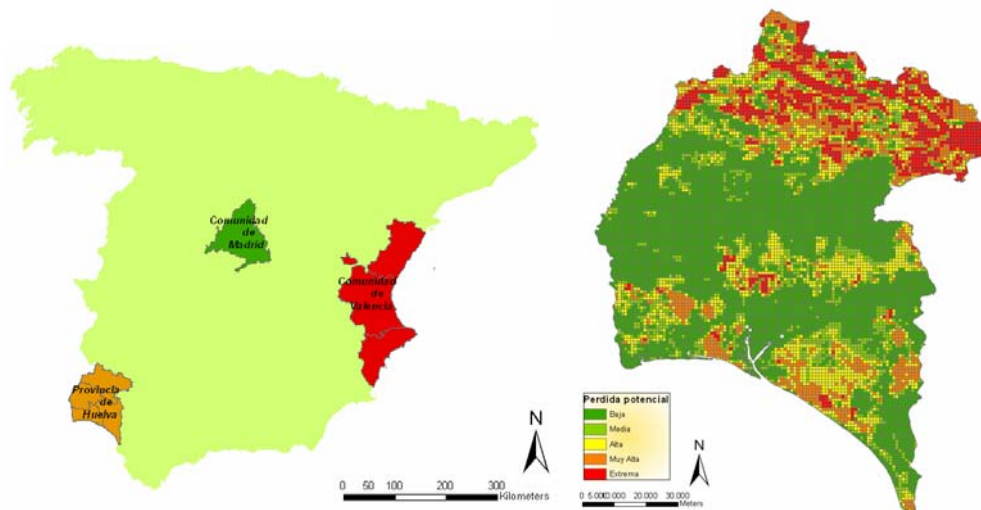 Comunidad
de
Madrid
Comunidad
de
Valencia
Provincia
de
Huelva
N
0 50 100 200 300
Kilometers
Perdida potencial
Baja
Media
Alta
Muy Alta
Extrema
N
0 5.000 10.000 20.000 30.000
Meters